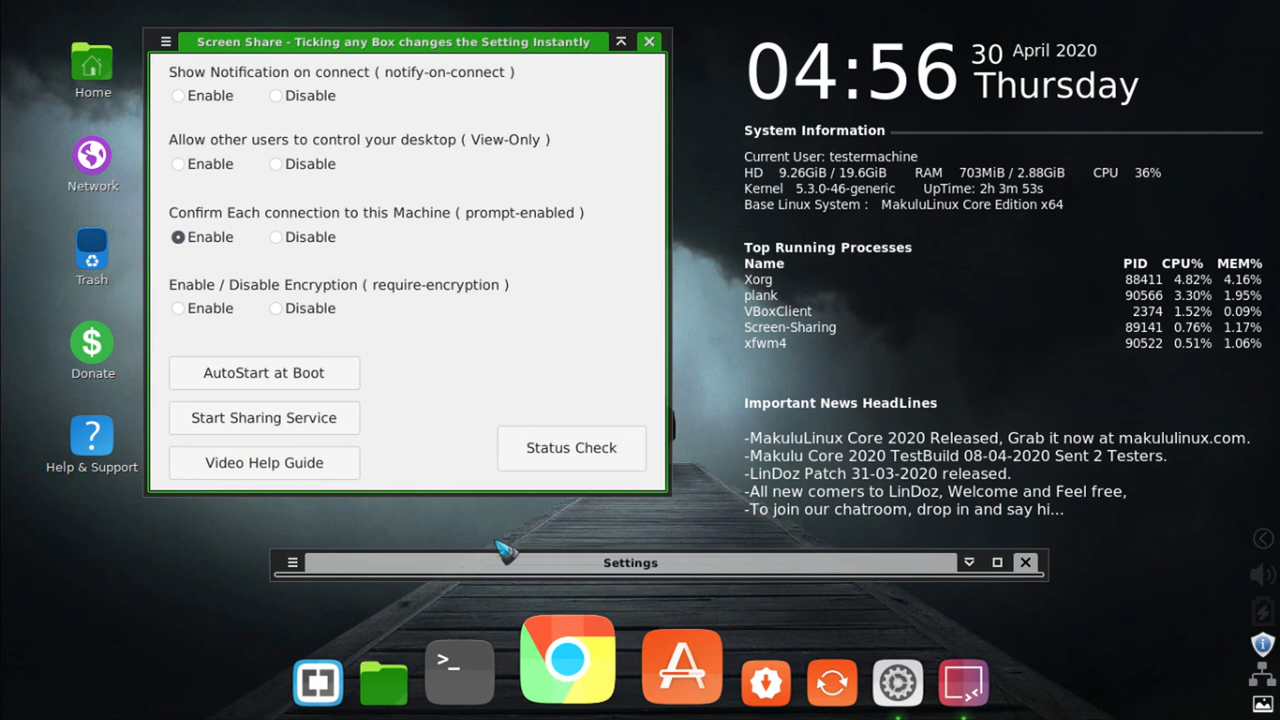 Screen Share - Ticking any Box changes the Setting Instantly
Show Notification on connect ( notify-on-connect )
Enable Disable
Allow other users to control your desktop ( View-Only )
Enable Disable
Confirm Each connection to this Machine ( prompt-enabled )
Enable Disable
Enable / Disable Encryption ( require-encryption )
Enable Disable
AutoStart at Boot
Start Sharing Service
Video Help Guide
Status Check
Home
Network
Trash
Donate
Help & Support
04:56 30 April 2020
Thursday
System Information
Current User: testermachine
HD 9.26GiB / 19.6GiB RAM 703MiB / 2.88GiB CPU 36%
Kernel 5.3.0-46-generic UpTime: 2h 3m 53s
Base Linux System : MakuluLinux Core Edition x64
Top Running Processes
Name PID CPU% MEM%
Xorg 88411 4.82% 4.16%
plank 90566 3.30% 1.95%
VBoxClient 2374 1.52% 0.09%
Screen-Sharing 89141 0.76% 1.17%
xfwm4 90522 0.51% 1.06%
Important News HeadLines
-MakuluLinux Core 2020 Released, Grab it now at makululinux.com.
-Makulu Core 2020 TestBuild 08-04-2020 Sent 2 Testers.
-LinDoz Patch 31-03-2020 released.
-All new comers to LinDoz, Welcome and Feel free,
-To join our chatroom, drop in and say hi...
Settings